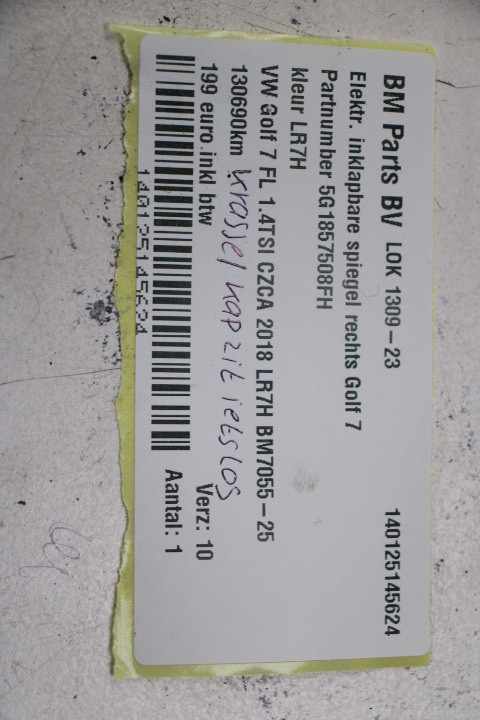 BM Parts BV LOK 1309-23 140125145624
Elektr. inklapbare spiegel rechts Golf 7
Partnumber 5G1857508FH
kleur LR7H
VW Golf 7 FL 1.4TSI CZCA 2018 LR7H BM7055-25
130690km krassel kap zit iets los
199 euro inkl btw Verz: 10
Aantal: 1
140125145624